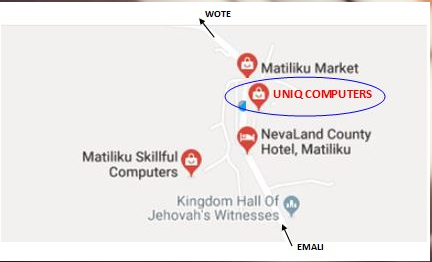 WOTE
Matiliku Market
UNIQ COMPUTERS
NevaLand County
Hotel, Matiliku
Matiliku Skillful
Computers
Kingdom Hall Of
Jehovah's Witnesses
EMALI